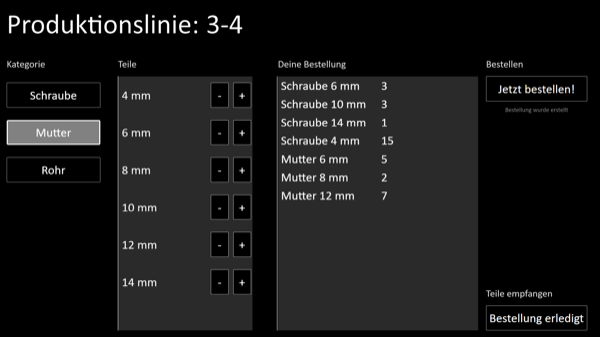 Produktionslinie: 3-4
Kategorie
Teile
Deine Bestellung
Bestellen
Schraube
Mutter
Rohr
4 mm - +
6 mm - +
8 mm - +
10 mm - +
12 mm - +
14 mm - +
Schraube 6 mm 3
Schraube 10 mm 3
Schraube 14 mm 1
Schraube 4 mm 15
Mutter 6 mm 5
Mutter 8 mm 2
Mutter 12 mm 7
Jetzt bestellen!
Bestellung wurde erstellt
Teile empfangen
Bestellung erledigt